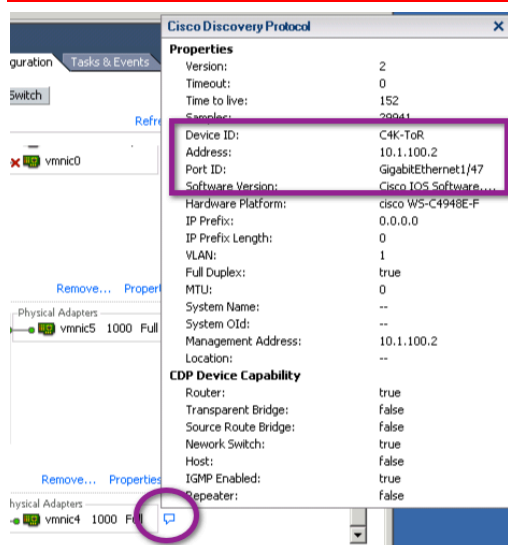 Cisco Discovery Protocol
Properties
Version: 2
Timeout: 0
Time to live: 152
Samples: 29941
Device ID: C4K-ToR
Address: 10.1.100.2
Port ID: GigabitEthernet1/47
Software Version: Cisco IOS Software....
Hardware Platform: cisco WS-C4948E-F
IP Prefix: 0.0.0.0
IP Prefix Length: 0
VLAN: 1
Full Duplex: true
MTU: 0
System Name: --
System OId: --
Management Address: 10.1.100.2
Location: --
CDP Device Capability
Router: true
Transparent Bridge: false
Source Route Bridge: false
Nework Switch: true
Host: false
IGMP Enabled: true
Repeater: false
guration Tasks & Events
Switch
Refre
vmnic0
Remove... Propert
Physical Adapters
vmnic5 1000 Full
Remove... Properties
hysical Adapters
vmnic4 1000 Full